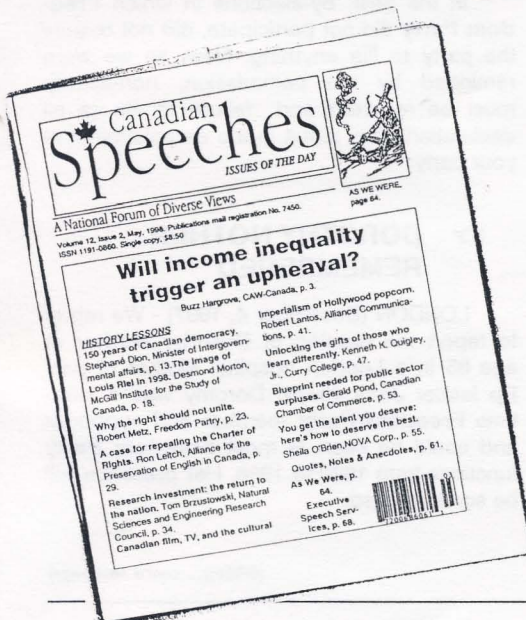 Canadian
Speeches
ISSUES OF THE DAY
A National Forum of Diverse Views
Volume 12, Issue 2, May, 1998. Publications mail registration No. 7450.
ISSN 1191-0860. Single copy, $8.50
AS WE WERE,
page 64.
Will income inequality
trigger an upheaval?
Buzz Hargrove, CAW-Canada, p. 3.
HISTORY LESSONS
150 years of Canadian democracy.
Stephané Dion, Minister of Intergovern-
mental affairs, p. 13.The image of
Louis Riel in 1998, Desmond Morton,
McGill Institute for the Study of
Canada, p. 18.
Why the right should not unite.
Robert Metz, Freedom Party, p. 23.
A case for repealing the Charter of
Rights. Ron Leitch, Alliance for the
Preservation of English in Canada, p.
29.
Research investment: the return to
the nation. Tom Brzustowski, Natural
Sciences and Engineering Research
Council, p. 34.
Canadian film, TV, and the cultural
Imperialism of Hollywood popcorn.
Robert Lantos, Alliance Communica-
tions, p. 41.
Unlocking the gifts of those who
learn differently. Kenneth K. Quigley,
Jr., Curry College, p. 47.
Blueprint needed for public sector
surpluses. Gerald Pond, Canadian
Chamber of Commerce, p. 53.
You get the talent you deserve:
here's how to deserve the best.
Sheila O'Brien,NOVA Corp., p. 55.
Quotes, Notes & Anecdotes, p. 61.
As We Were, p.
64.
Executive
Speech Serv-
ices, p. 68.